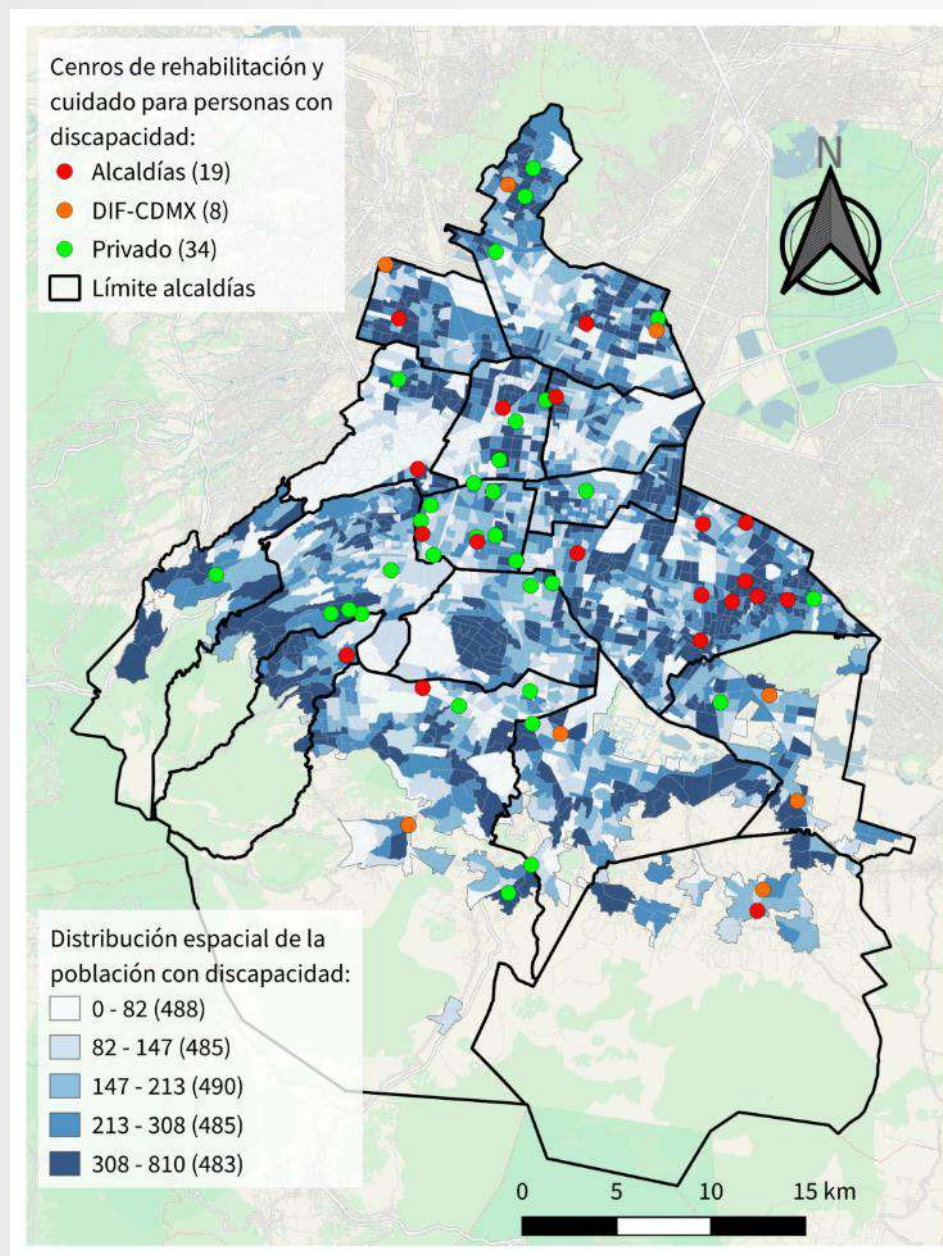 Cenros de rehabilitación y
cuidado para personas con
discapacidad:
Alcaldías (19)
DIF-CDMX (8)
Privado (34)
Límite alcaldías
N
Distribución espacial de la
población con discapacidad:
0 - 82 (488)
82 - 147 (485)
147 - 213 (490)
213 - 308 (485)
308 - 810 (483)
0 5 10 15 km